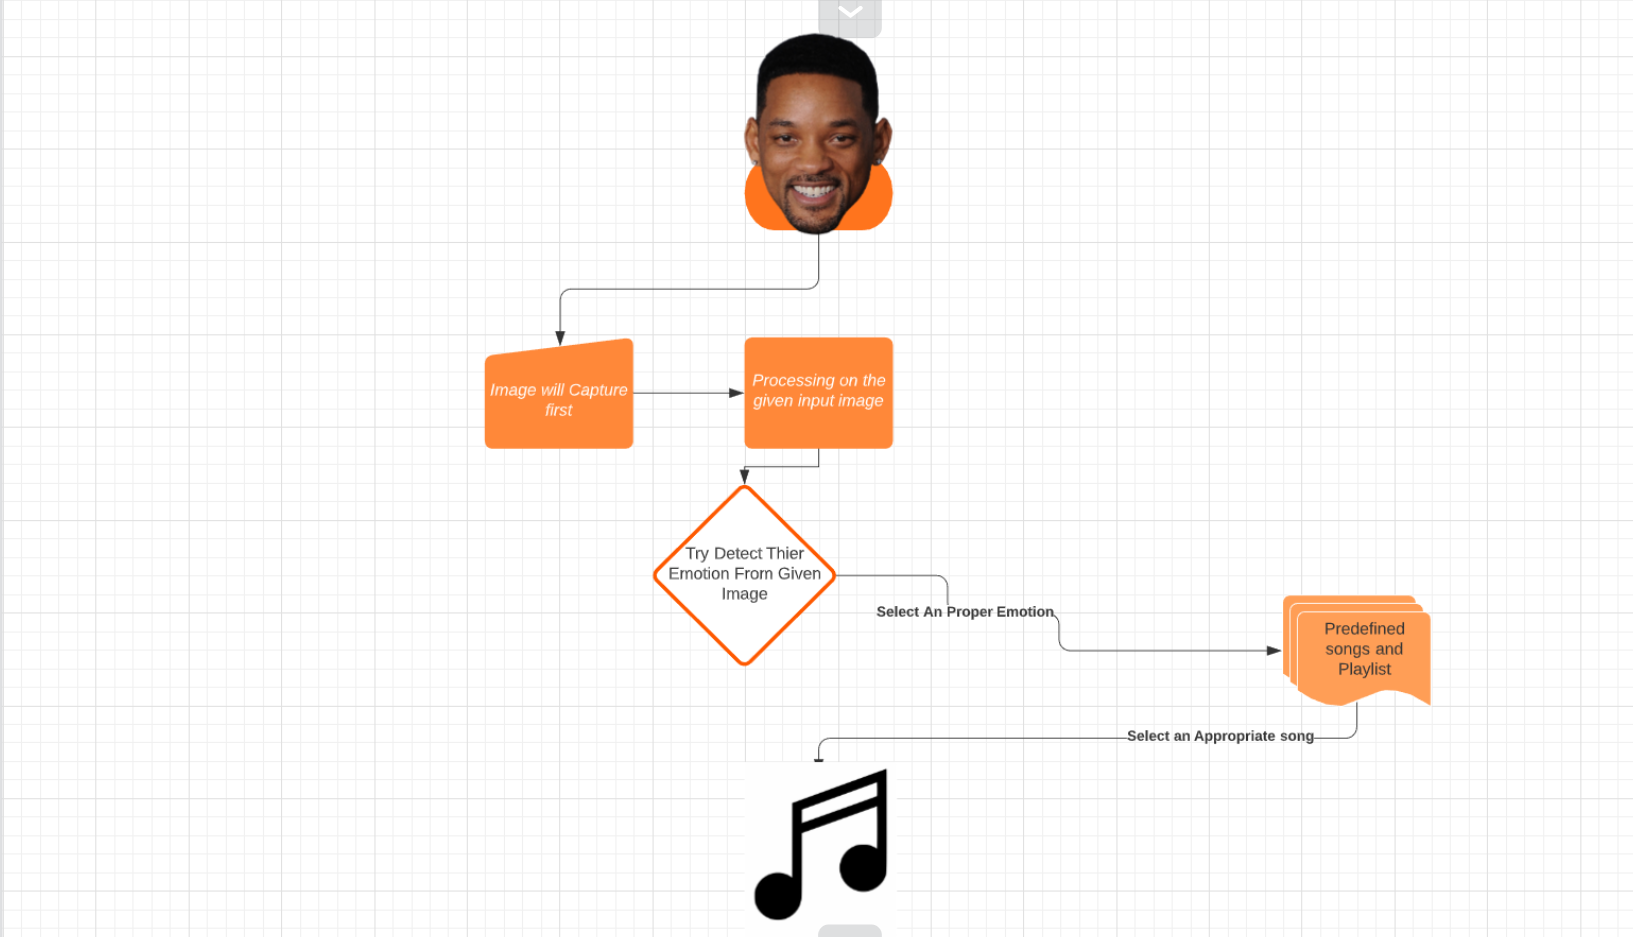 Image will Capture
first
Processing on the
given input image
Try Detect Thier
Emotion From Given
Image
Select An Proper Emotion
Predefined
songs and
Playlist
Select an Appropriate song